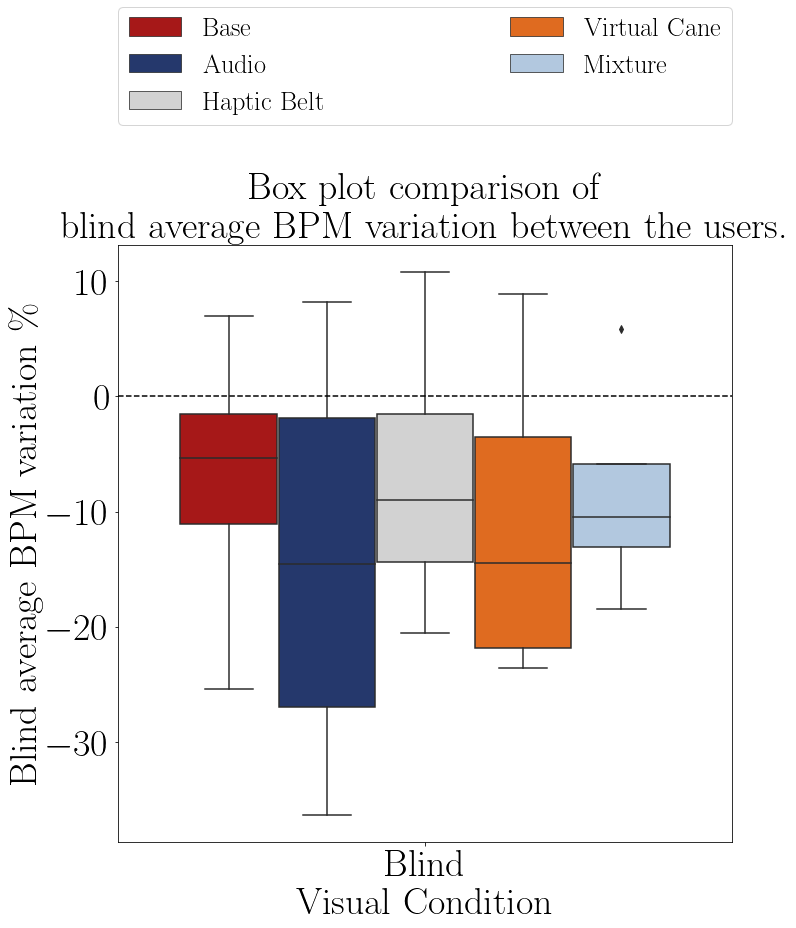 Base
Audio
Haptic Belt
Virtual Cane
Mixture
Box plot comparison of
blind average BPM variation between the users.
Blind average BPM variation %
10
0
−10
−20
−30
Blind
Visual Condition